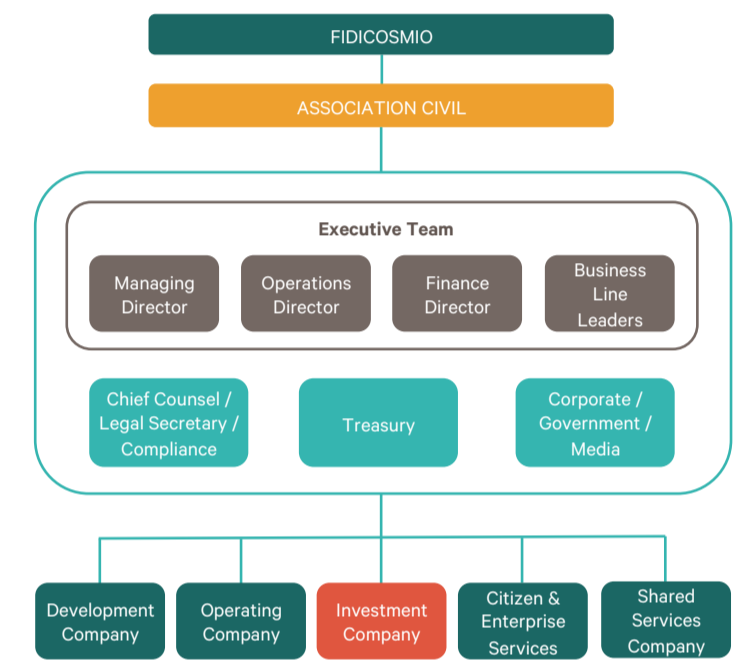 FIDICOSMIO
ASSOCIATION CIVIL
Executive Team
Managing
Director
Operations
Director
Finance
Director
Business
Line
Leaders
Chief Counsel /
Legal Secretary /
Compliance
Treasury
Corporate /
Government /
Media
Development
Company
Operating
Company
Investment
Company
Citizen &
Enterprise
Services
Shared
Services
Company